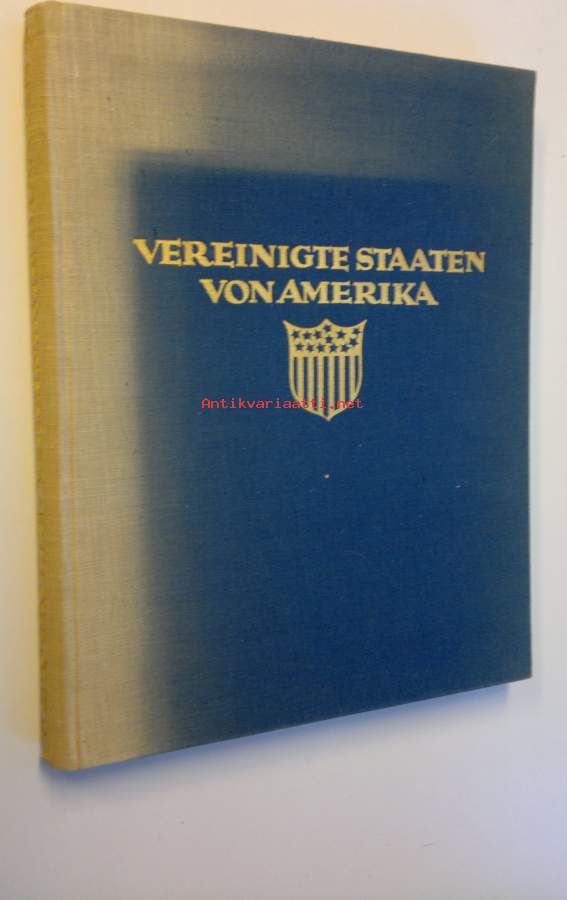 VEREINIGTE STAATEN
VON AMERIKA
Antikvariaatti.net